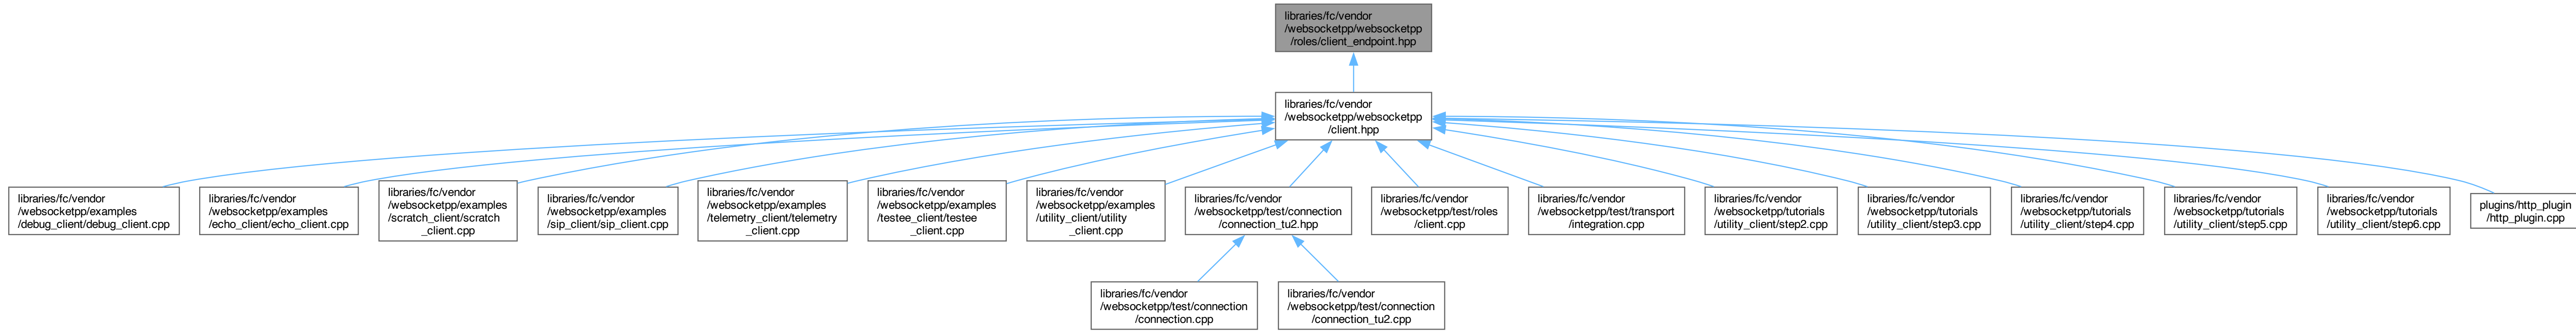 libraries/fc/vendor
/websocketpp/websocketpp
/roles/client_endpoint.hpp
libraries/fc/vendor
/websocketpp/websocketpp
/client.hpp
libraries/fc/vendor
/websocketpp/examples
/debug_client/debug_client.cpp
libraries/fc/vendor
/websocketpp/examples
/echo_client/echo_client.cpp
libraries/fc/vendor
/websocketpp/examples
/scratch_client/scratch
_client.cpp
libraries/fc/vendor
/websocketpp/examples
/sip_client/sip_client.cpp
libraries/fc/vendor
/websocketpp/examples
/telemetry_client/telemetry
_client.cpp
libraries/fc/vendor
/websocketpp/examples
/testee_client/testee
_client.cpp
libraries/fc/vendor
/websocketpp/examples
/utility_client/utility
_client.cpp
libraries/fc/vendor
/websocketpp/test/connection
/connection_tu2.hpp
libraries/fc/vendor
/websocketpp/test/roles
/client.cpp
libraries/fc/vendor
/websocketpp/test/transport
/integration.cpp
libraries/fc/vendor
/websocketpp/tutorials
/utility_client/step2.cpp
libraries/fc/vendor
/websocketpp/tutorials
/utility_client/step3.cpp
libraries/fc/vendor
/websocketpp/tutorials
/utility_client/step4.cpp
libraries/fc/vendor
/websocketpp/tutorials
/utility_client/step5.cpp
libraries/fc/vendor
/websocketpp/tutorials
/utility_client/step6.cpp
plugins/http_plugin
/http_plugin.cpp
libraries/fc/vendor
/websocketpp/test/connection
/connection.cpp
libraries/fc/vendor
/websocketpp/test/connection
/connection_tu2.cpp